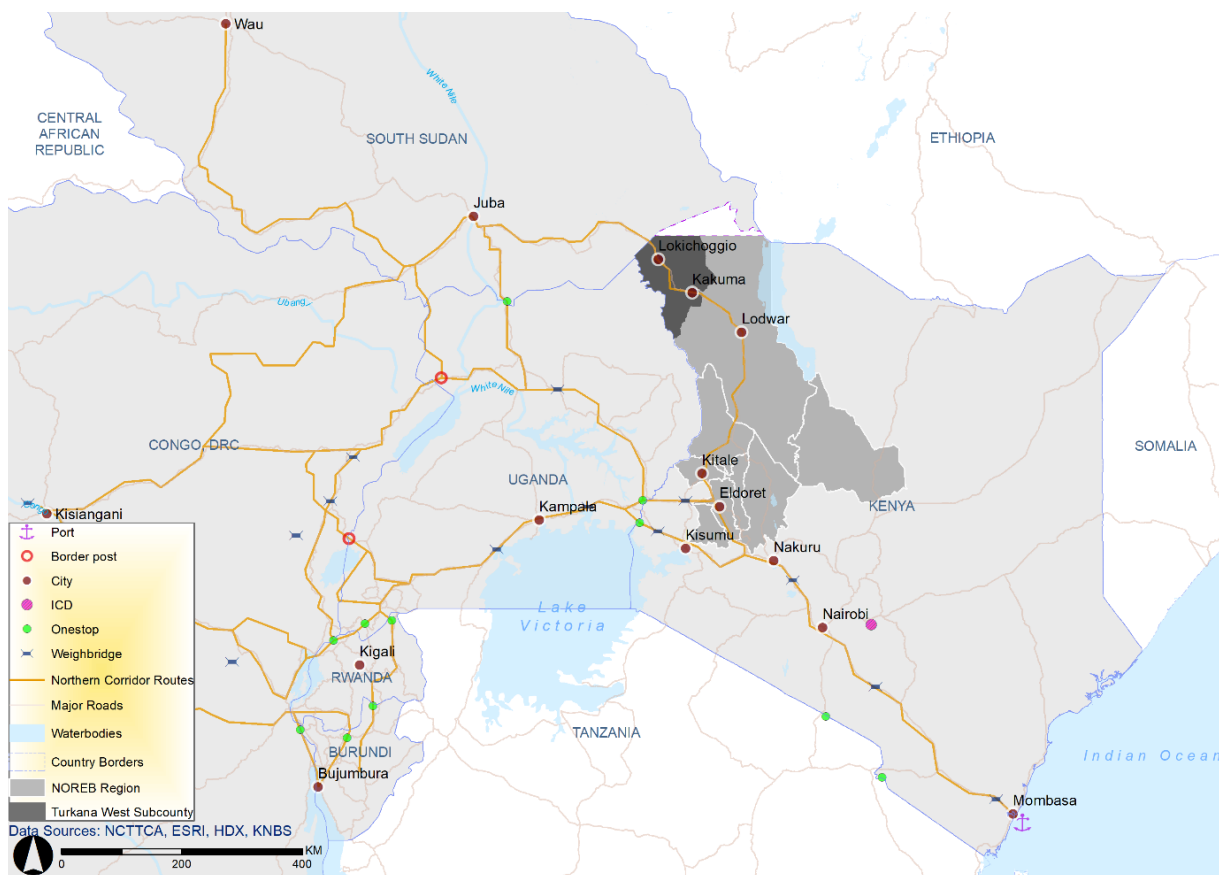 Wau
White Nile
CENTRAL
AFRICAN
REPUBLIC
SOUTH SUDAN
ETHIOPIA
Juba
Lokichoggio
Kakuma
Ubang
Lodwar
White Nile
CONGO, DRC
SOMALIA
Kitale
UGANDA
Eldoret
KENYA
Kampala
Kisiangani
Kisumu
Nakuru
Lake
Victoria
Nairobi
Kigali
RWANDA
TANZANIA
BURUNDI
Indian Ocean
Bujumbura
Mombasa
Port
Border post
City
ICD
Onestop
Weighbridge
Northern Corridor Routes
Major Roads
Waterbodies
Country Borders
NOREB Region
Turkana West Subcounty
Data Sources: NCTTCA, ESRI, HDX, KNBS
KM
0 200 400